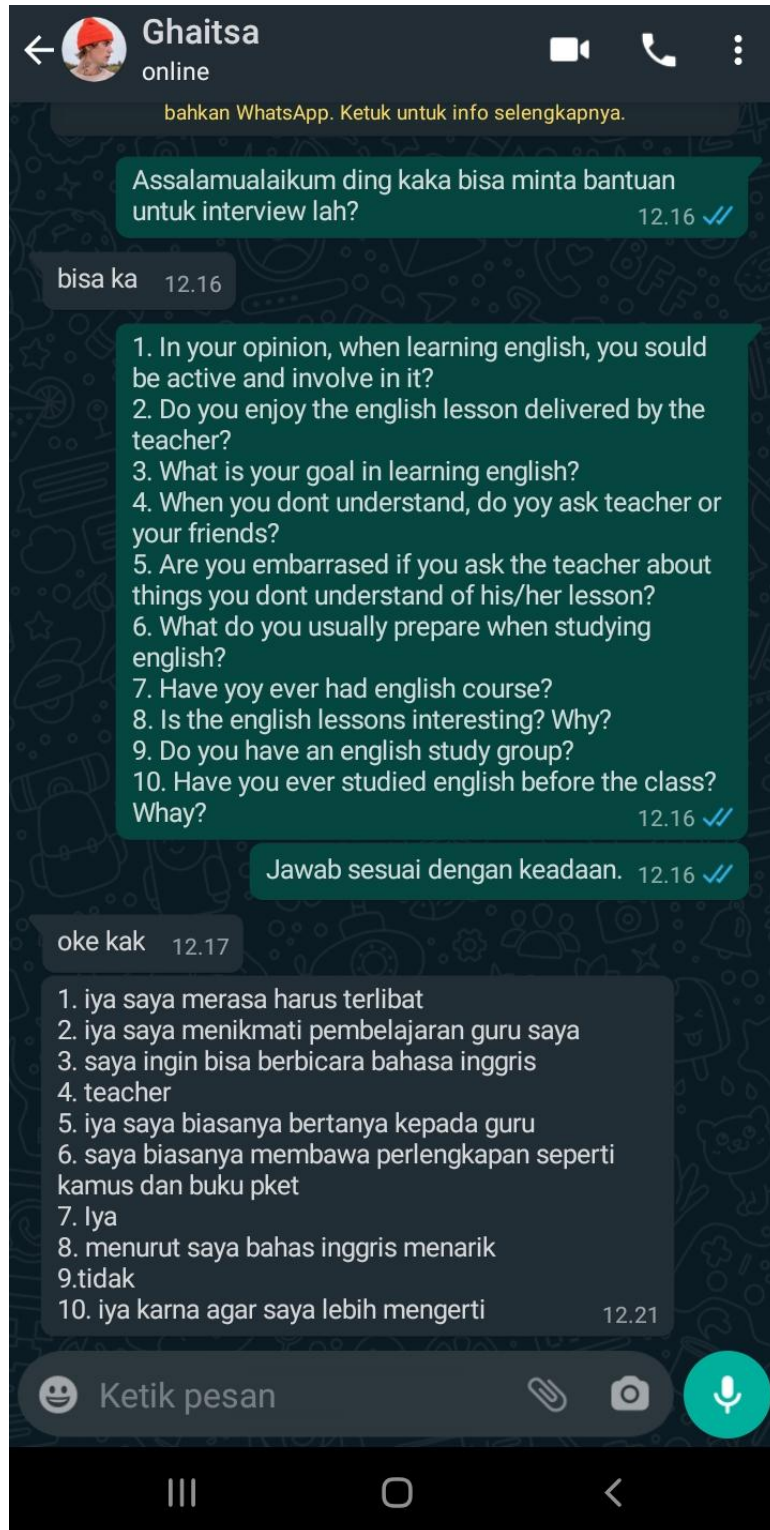 Ghaitsa
online
bahkan WhatsApp. Ketuk untuk info selengkapnya.
Assalamualaikum ding kaka bisa minta bantuan
untuk interview lah?
12.16
bisa ka 12.16
1. In your opinion, when learning english, you sould
be active and involve in it?
2. Do you enjoy the english lesson delivered by the
teacher?
3. What is your goal in learning english?
4. When you dont understand, do yoy ask teacher or
your friends?
5. Are you embarrased if you ask the teacher about
things you dont understand of his/her lesson?
6. What do you usually prepare when studying
english?
7. Have yoy ever had english course?
8. Is the english lessons interesting? Why?
9. Do you have an english study group?
10. Have you ever studied english before the class?
Whay?
12.16
Jawab sesuai dengan keadaan. 12.16
oke kak 12.17
1. iya saya merasa harus terlibat
2. iya saya menikmati pembelajaran guru saya
3. saya ingin bisa berbicara bahasa inggris
4. teacher
5. iya saya biasanya bertanya kepada guru
6. saya biasanya membawa perlengkapan seperti
kamus dan buku pket
7. Iya
8. menurut saya bahas inggris menarik
9.tidak
10. iya karna agar saya lebih mengerti
12.21
Ketik pesan